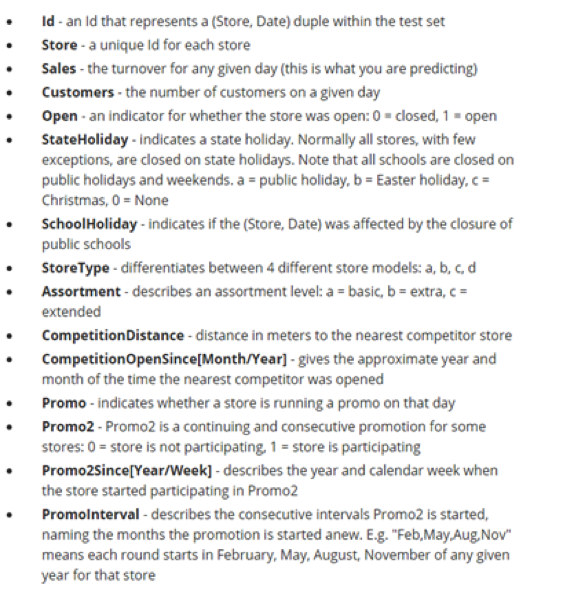 • Id - an Id that represents a (Store, Date) duple within the test set
• Store - a unique Id for each store
• Sales - the turnover for any given day (this is what you are predicting)
• Customers - the number of customers on a given day
• Open - an indicator for whether the store was open: 0 = closed, 1 = open
• StateHoliday - indicates a state holiday. Normally all stores, with few
exceptions, are closed on state holidays. Note that all schools are closed on
public holidays and weekends. a = public holiday, b = Easter holiday, c =
Christmas, 0 = None
• SchoolHoliday - indicates if the (Store, Date) was affected by the closure of
public schools
• StoreType - differentiates between 4 different store models: a, b, c, d
• Assortment - describes an assortment level: a = basic, b = extra, c =
extended
• CompetitionDistance - distance in meters to the nearest competitor store
• CompetitionOpenSince[Month/Year] - gives the approximate year and
month of the time the nearest competitor was opened
• Promo - indicates whether a store is running a promo on that day
• Promo2 - Promo2 is a continuing and consecutive promotion for some
stores: 0 = store is not participating, 1 = store is participating
• Promo2Since[Year/Week] - describes the year and calendar week when
the store started participating in Promo2
• PromoInterval - describes the consecutive intervals Promo2 is started,
naming the months the promotion is started anew. E.g. "Feb,May,Aug,Nov"
means each round starts in February, May, August, November of any given
year for that store